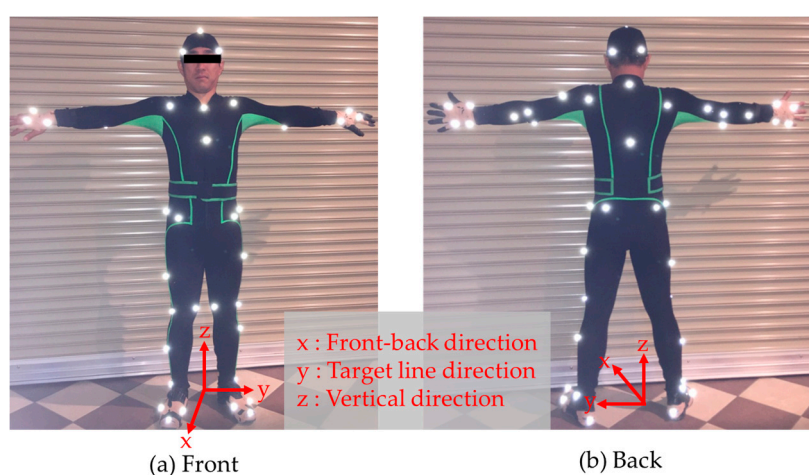 z
y
x
x : Front-back direction
y : Target line direction
z : Vertical direction
z
x
y
(a) Front
(b) Back